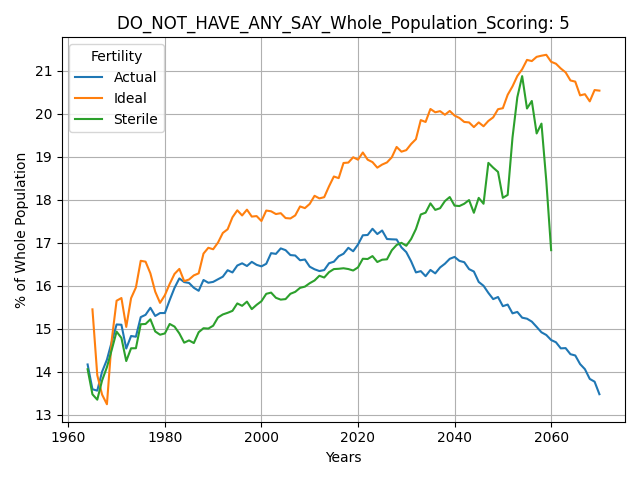 DO_NOT_HAVE_ANY_SAY_Whole_Population_Scoring: 5
Fertility
Actual
Ideal
Sterile
% of Whole Population
21
20
19
18
17
16
15
14
13
1960
1980
2000
2020
2040
2060
Years